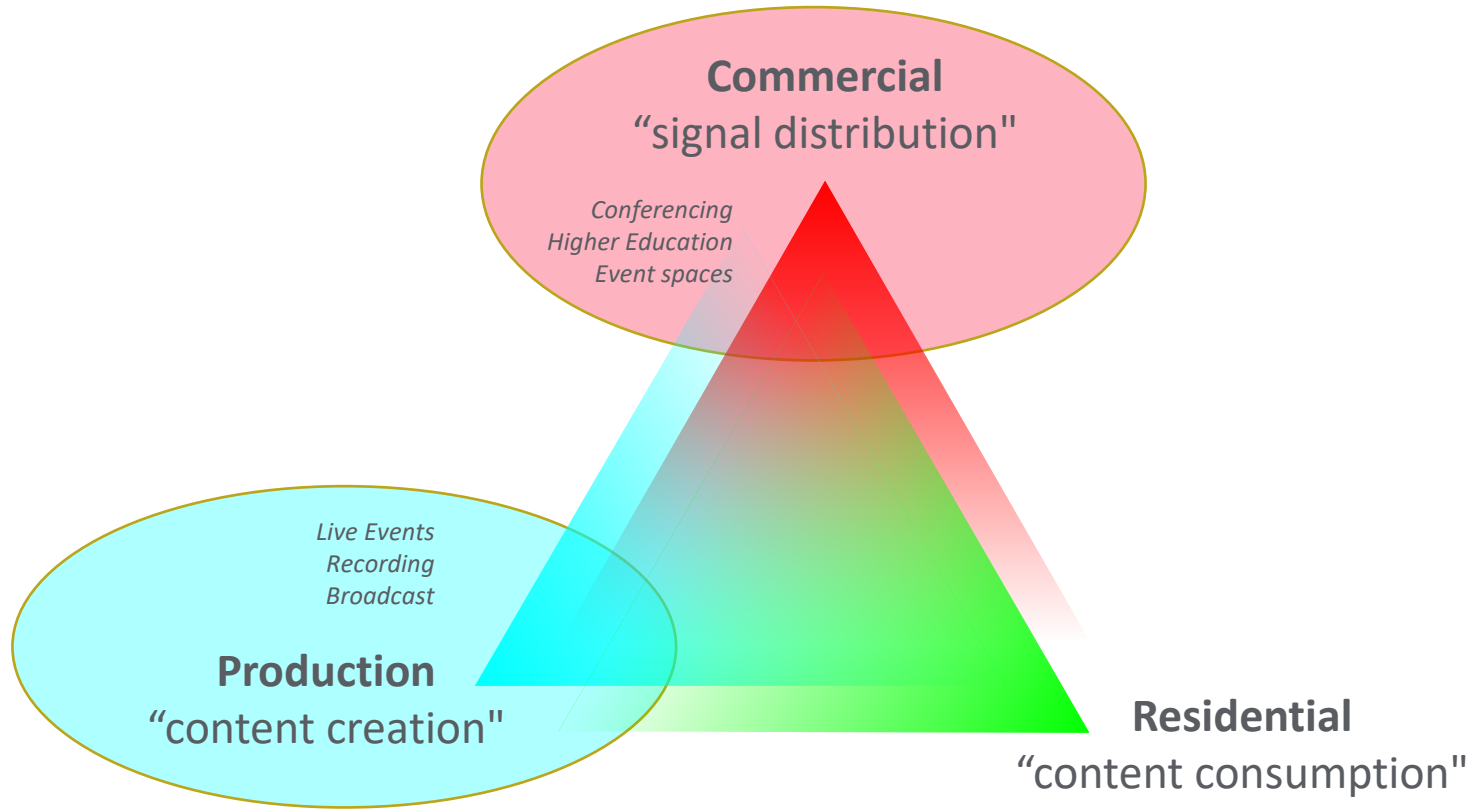 Commercial
“signal distribution"
Conferencing
Higher Education
Event spaces
Live Events
Recording
Broadcast
Production
“content creation"
Residential
“content consumption"